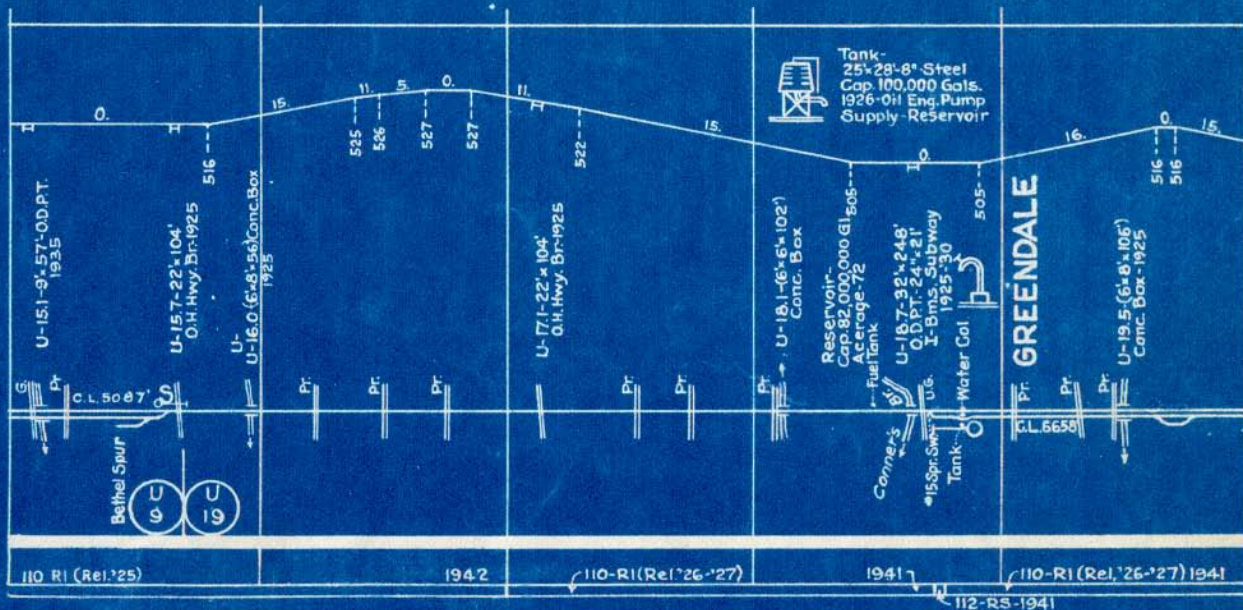 Tank-
25'x28'-8" Steel
Cap. 100,000 Gals.
1926-Oil Eng. Pump
Supply-Reservoir
0.
15.
11.
5.
0.
11.
15.
0.
16.
0.
15.
516
525
526
527
527
522
505
505
516
516
U-15.1-9'x57'-O.D.P.T.
1935
U-15.7-22'x104'
O.H. Hwy. Br.-1925
U-
U-16.0(6'x8'x56')Conc. Box
1925
U-17.1-22'x104'
O.H. Hwy. Br.-1925
U-18.1-(6'x6'x102')
Conc. Box
Reservoir-
Cap. 82,000,000 Gl.
Acerage-72
Fuel Tank
U-18.7-32'x248'
O.D.P.T.-24"x21'
I-Bms. Subway
1925-30
GREENDALE
U-19.5-(6'x8'x106')
Conc. Box-1925
G.
Pr.
C.L. 5087'
S
Pr.
Pr.
Pr.
Pr.
Pr.
Pr.
By
U.G.
Water Col
Pr.
Pr.
Pr.
C.L. 6658'
Conner's
#15 Spr. Sw.
Tank
Bethel Spur
U
9
U
19
110 R1 (Rel. '25)
1942
110-R1 (Rel. '26-'27)
1941
110-R1 (Rel. '26-'27) 1941
112-RS-1941